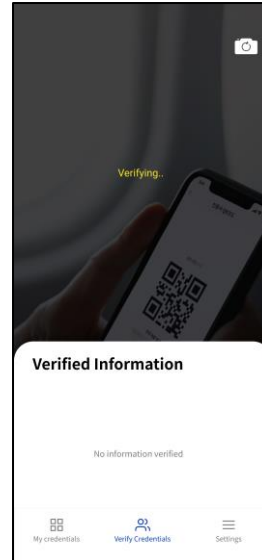 Verifying..
Verified Information
No information verified
My credentials
Verify Credentials
Settings